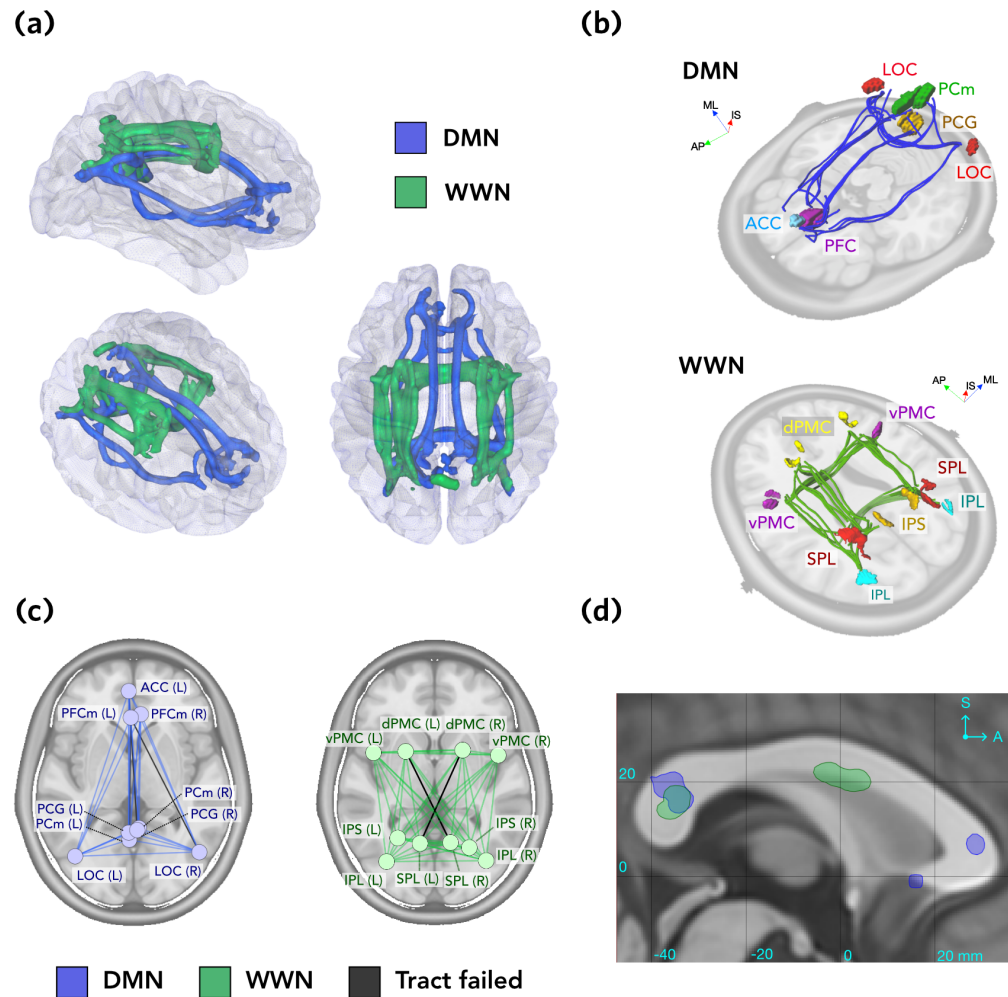 (a)
DMN
WWN
(b)
DMN
LOC
PCm
PCG
LOC
ACC
PFC
ML
IS
AP
WWN
AP
IS
ML
dPMC
vPMC
SPL
IPL
IPS
vPMC
SPL
IPL
(c)
ACC (L)
PFCm (L)
PFCm (R)
PCm (R)
PCG (L)
PCG (R)
PCm (L)
LOC (L)
LOC (R)
dPMC (L)
dPMC (R)
vPMC (L)
vPMC (R)
IPS (L)
IPS (R)
IPL (R)
IPL (L)
SPL (L)
SPL (R)
DMN
WWN
Tract failed
(d)
S
A
20
0
-40
-20
0
20 mm